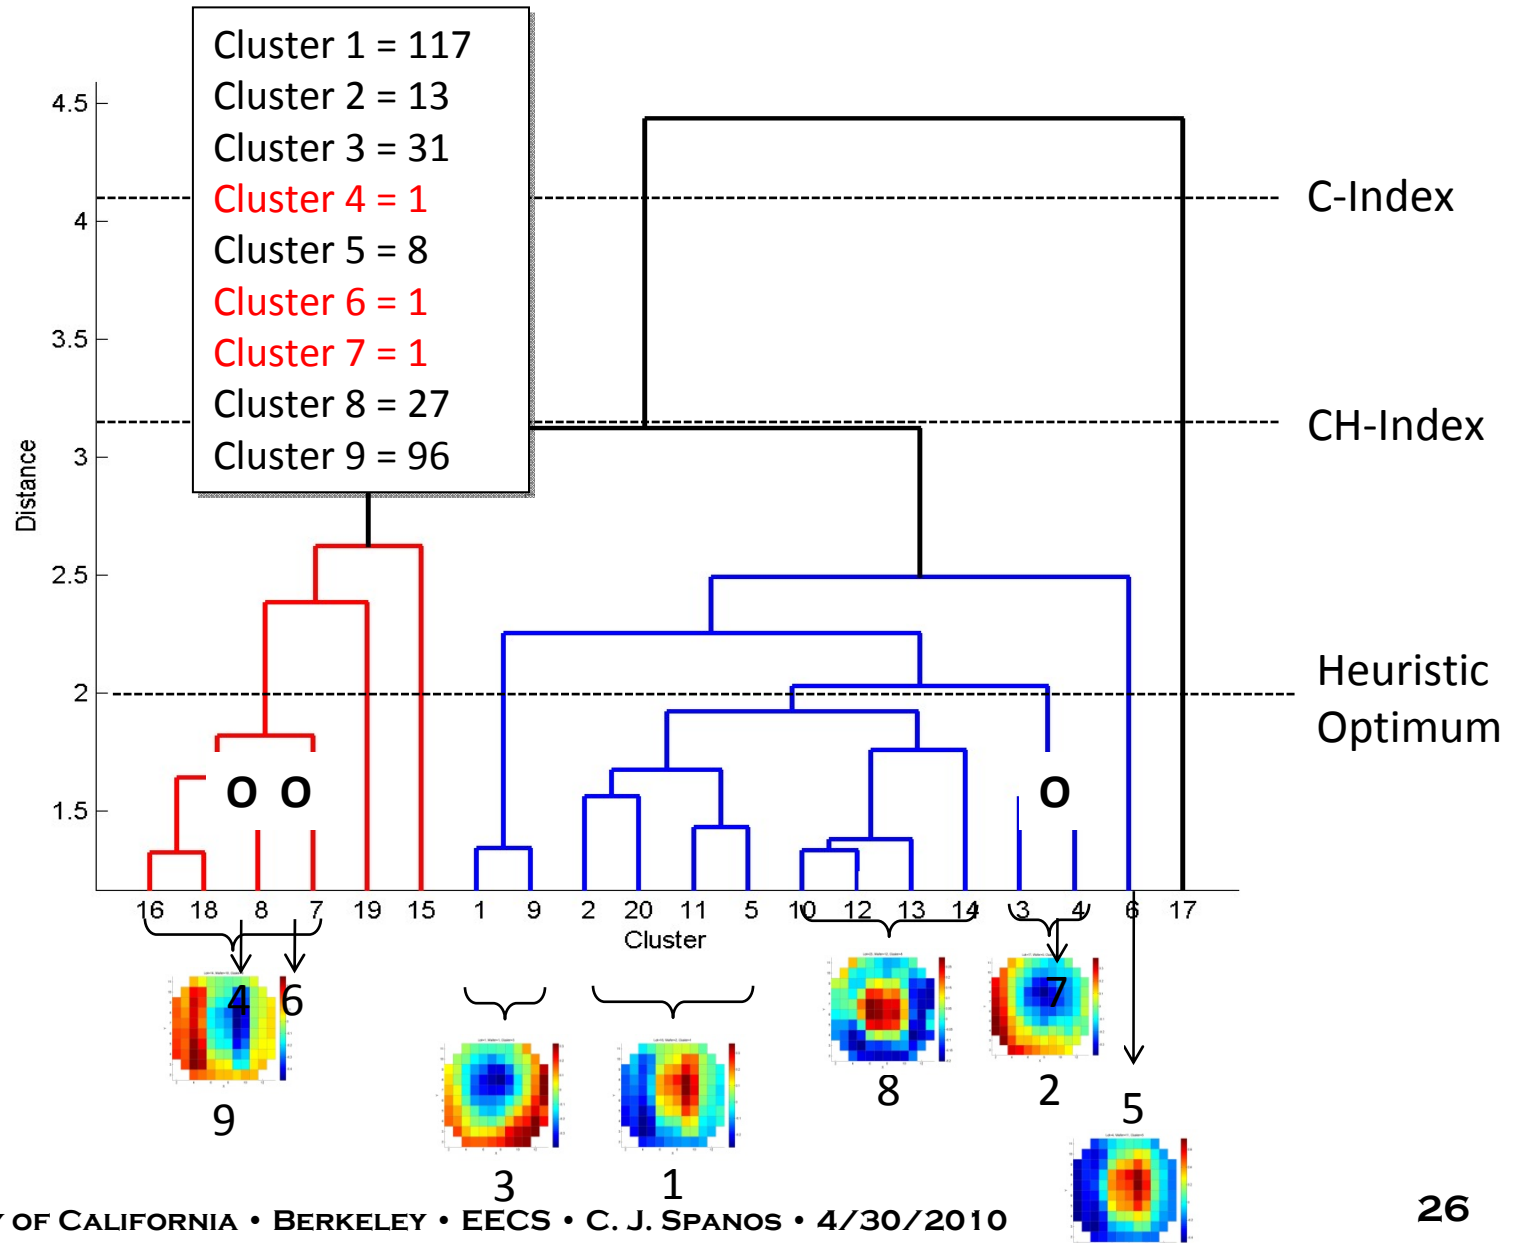 Cluster 1 = 117
Cluster 2 = 13
Cluster 3 = 31
Cluster 4 = 1
Cluster 5 = 8
Cluster 6 = 1
Cluster 7 = 1
Cluster 8 = 27
Cluster 9 = 96
4.5
4
3.5
3
2.5
2
1.5
Distance
C-Index
CH-Index
Heuristic
Optimum
O O O
16 18 8 7 19 15 1 9 2 20 11 5 10 12 13 14 3 4 6 17
Cluster
4 6 7
9 3 1 8 2 5
Y OF CALIFORNIA • BERKELEY • EECS • C. J. SPANOS • 4/30/2010
26